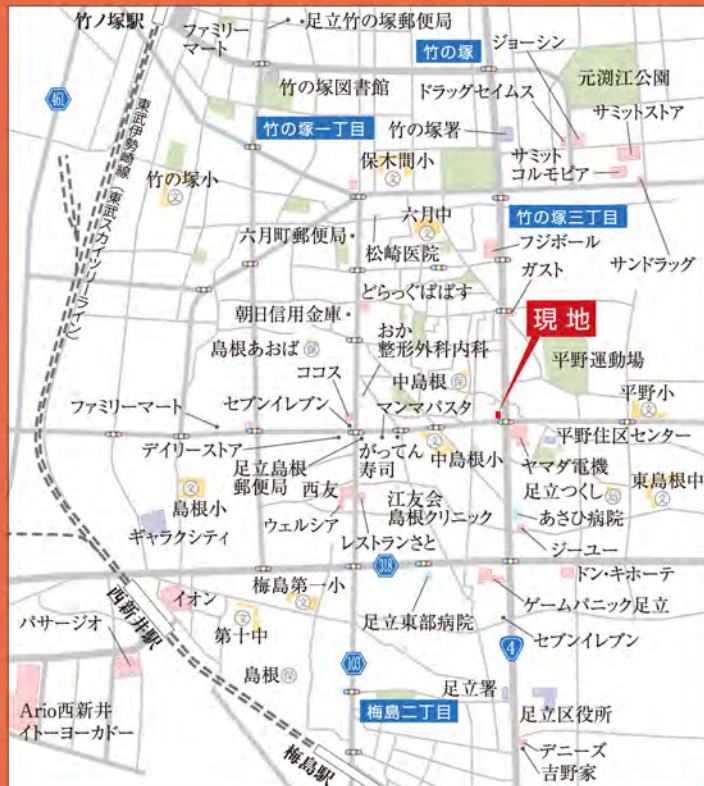 竹ノ塚駅
ファミリー
マート
足立竹の塚郵便局
竹の塚
ジョーシン
元渕江公園
461
竹の塚図書館
ドラッグセイムス
サミットストア
東武伊勢崎線（東武スカイツリーライン）
竹の塚一丁目
竹の塚署
保木間小
文
サミット
コルモピア
竹の塚小
文
六月中
文
竹の塚三丁目
六月町郵便局
松崎医院
フジボール
サンドラッグ
ガスト
どらっぐぱぱす
朝日信用金庫
現地
おか
整形外科内科
島根あおば
保
平野運動場
ココス
中島根
保
平野小
文
ファミリーマート
セブンイレブン
マンマパスタ
デイリーストア
平野住区センター
足立島根
郵便局
がってん
寿司
中島根小
文
ヤマダ電機
島根小
文
西友
江友会
島根クリニック
足立つくし
幼
東島根中
文
あさひ病院
ギャラクシティ
ウェルシア
レストランさと
ジーユー
318
梅島第一小
文
ドン・キホーテ
西新井駅
イオン
足立東部病院
ゲームパニック足立
パサージオ
第十中
文
セブンイレブン
4
島根
保
103
足立署
Ario西新井
イトーヨーカドー
梅島二丁目
足立区役所
梅島駅
デニーズ
吉野家